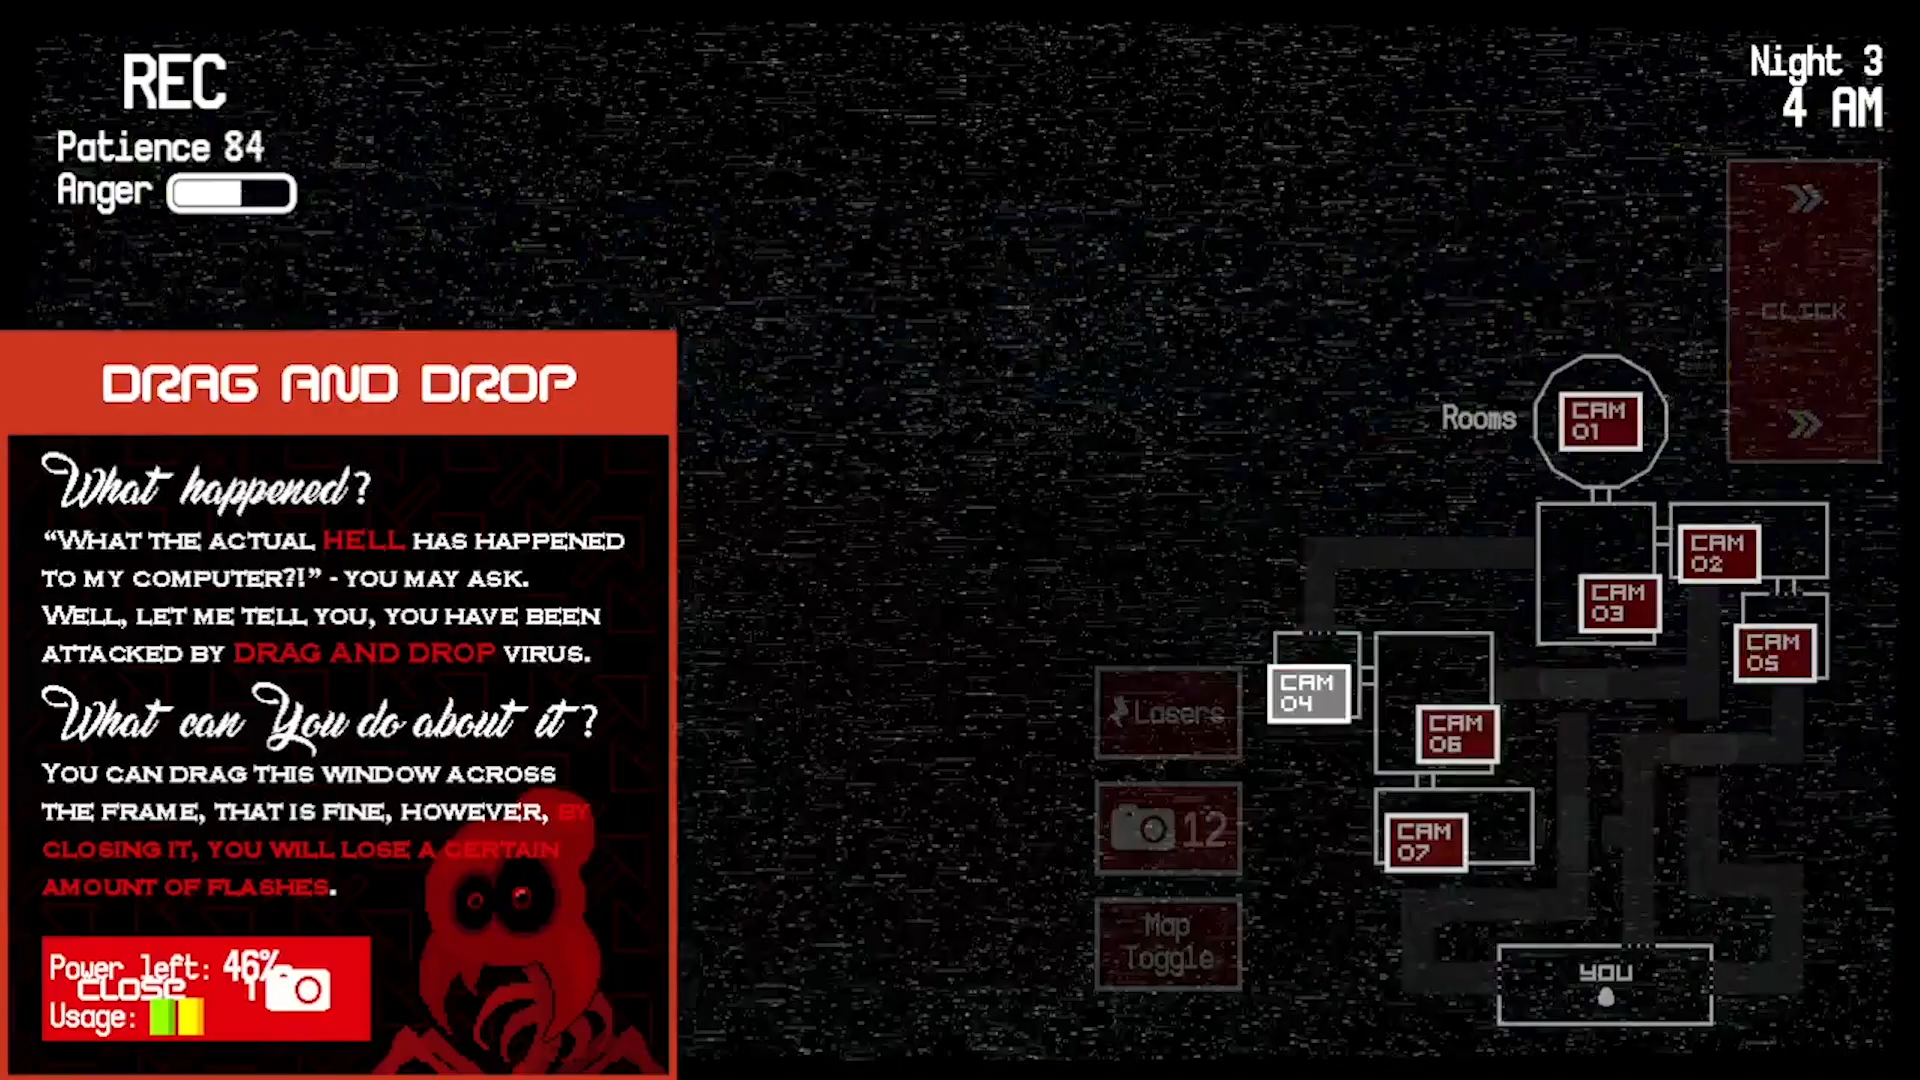 REC
Patience 84
Anger
Night 3
4 AM
CLICK
DRAG AND DROP
What happened?
“WHAT THE ACTUAL HELL HAS HAPPENED
TO MY COMPUTER?!” - YOU MAY ASK.
WELL, LET ME TELL YOU, YOU HAVE BEEN
ATTACKED BY DRAG AND DROP VIRUS.
What can You do about it?
YOU CAN DRAG THIS WINDOW ACROSS
THE FRAME, THAT IS FINE, HOWEVER, BY
CLOSING IT, YOU WILL LOSE A CERTAIN
AMOUNT OF FLASHES.
Power left: 46%
CLOSE 1
Usage:
Rooms
CAM
01
CAM
02
CAM
03
CAM
05
CAM
04
CAM
06
CAM
07
Lasers
12
Map
Toggle
YOU